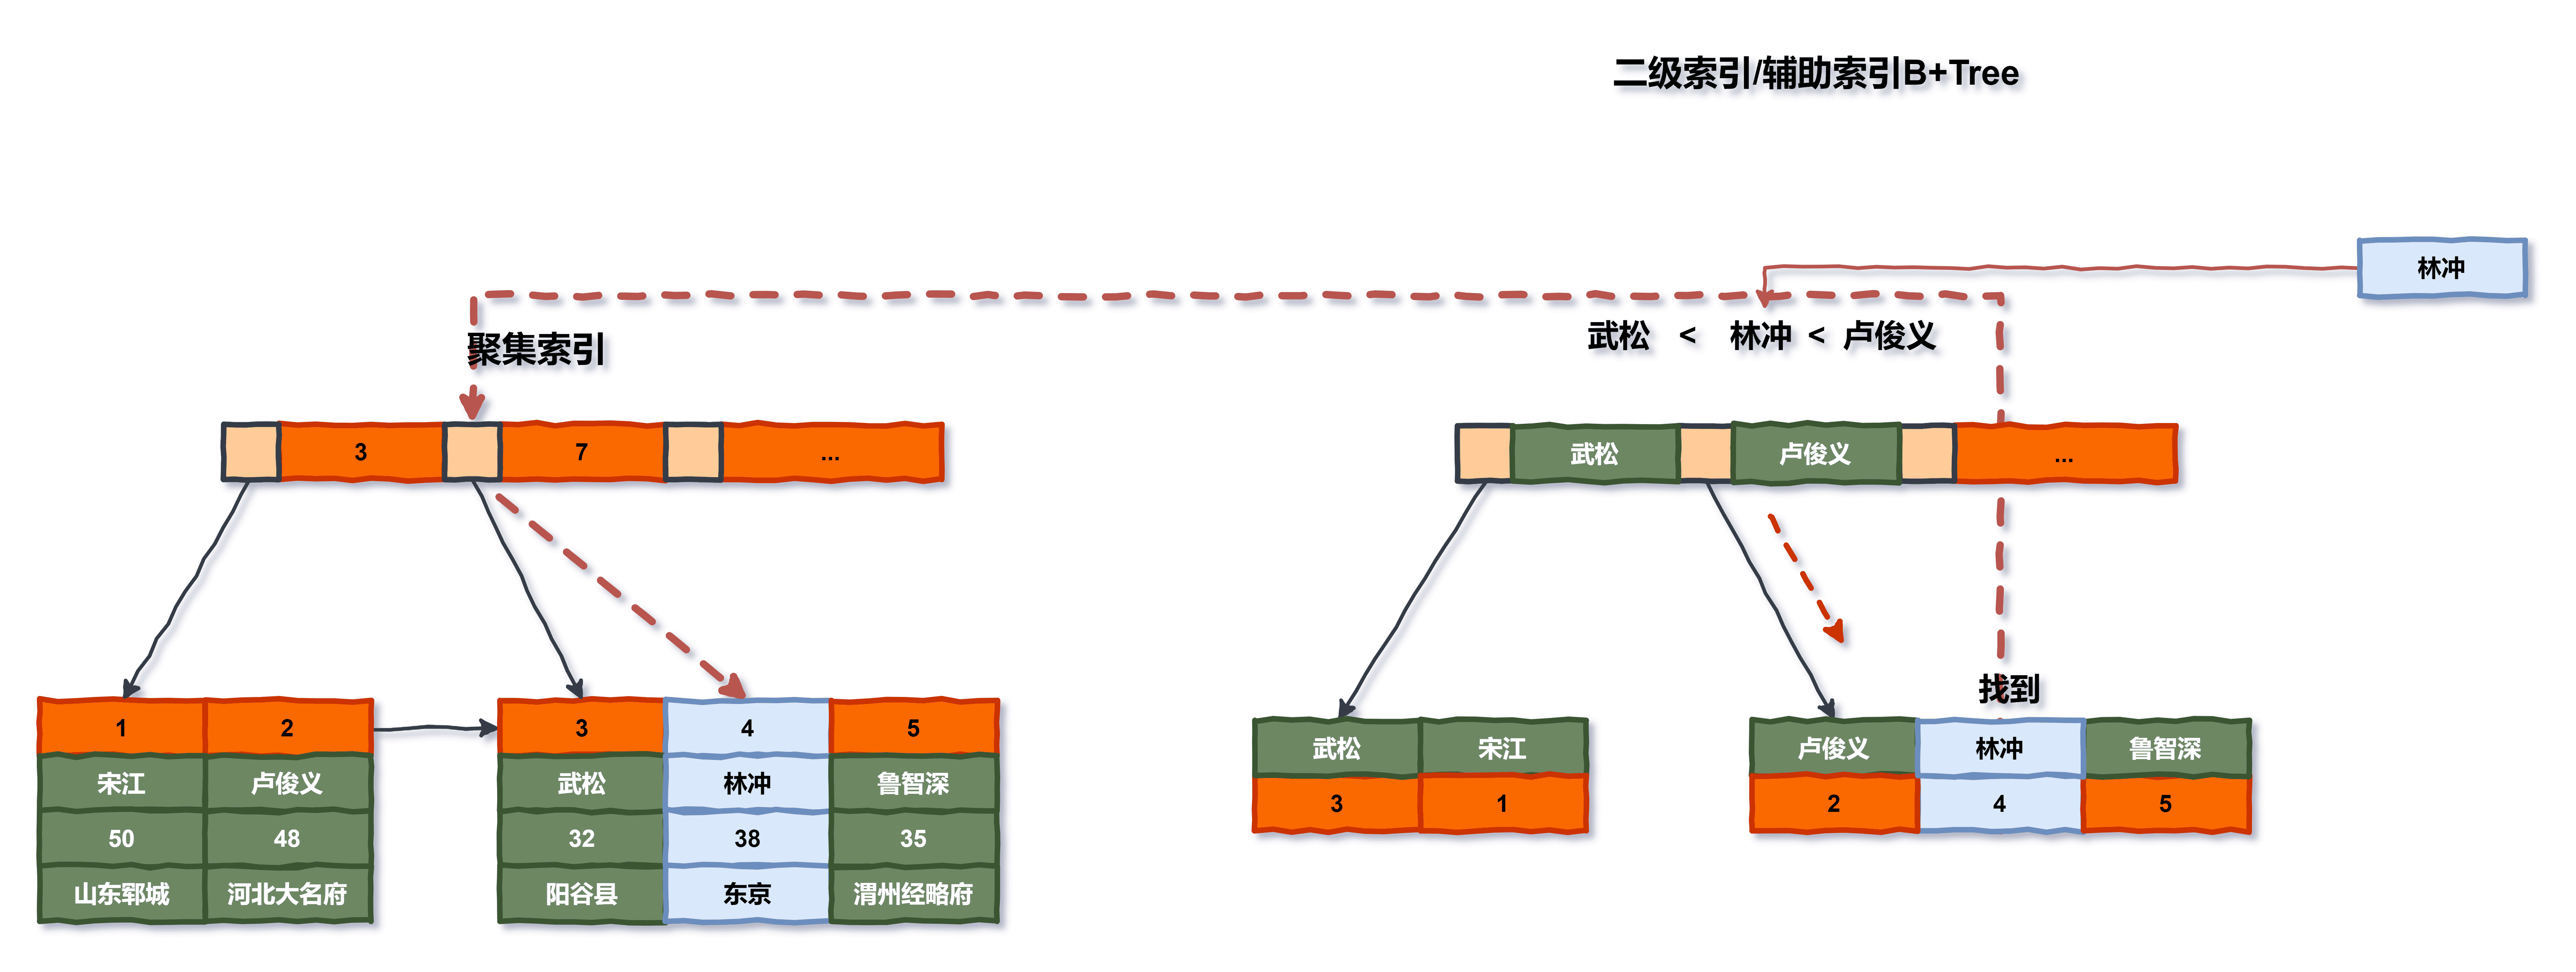 二级索引/辅助索引B+Tree
林冲
聚集索引
武松 < 林冲 < 卢俊义
3 7 ...
武松 卢俊义 ...
找到
1 2
宋江 卢俊义
50 48
山东郓城 河北大名府
3 4 5
武松 林冲 鲁智深
32 38 35
阳谷县 东京 渭州经略府
武松 宋江
3 1
卢俊义 林冲 鲁智深
2 4 5